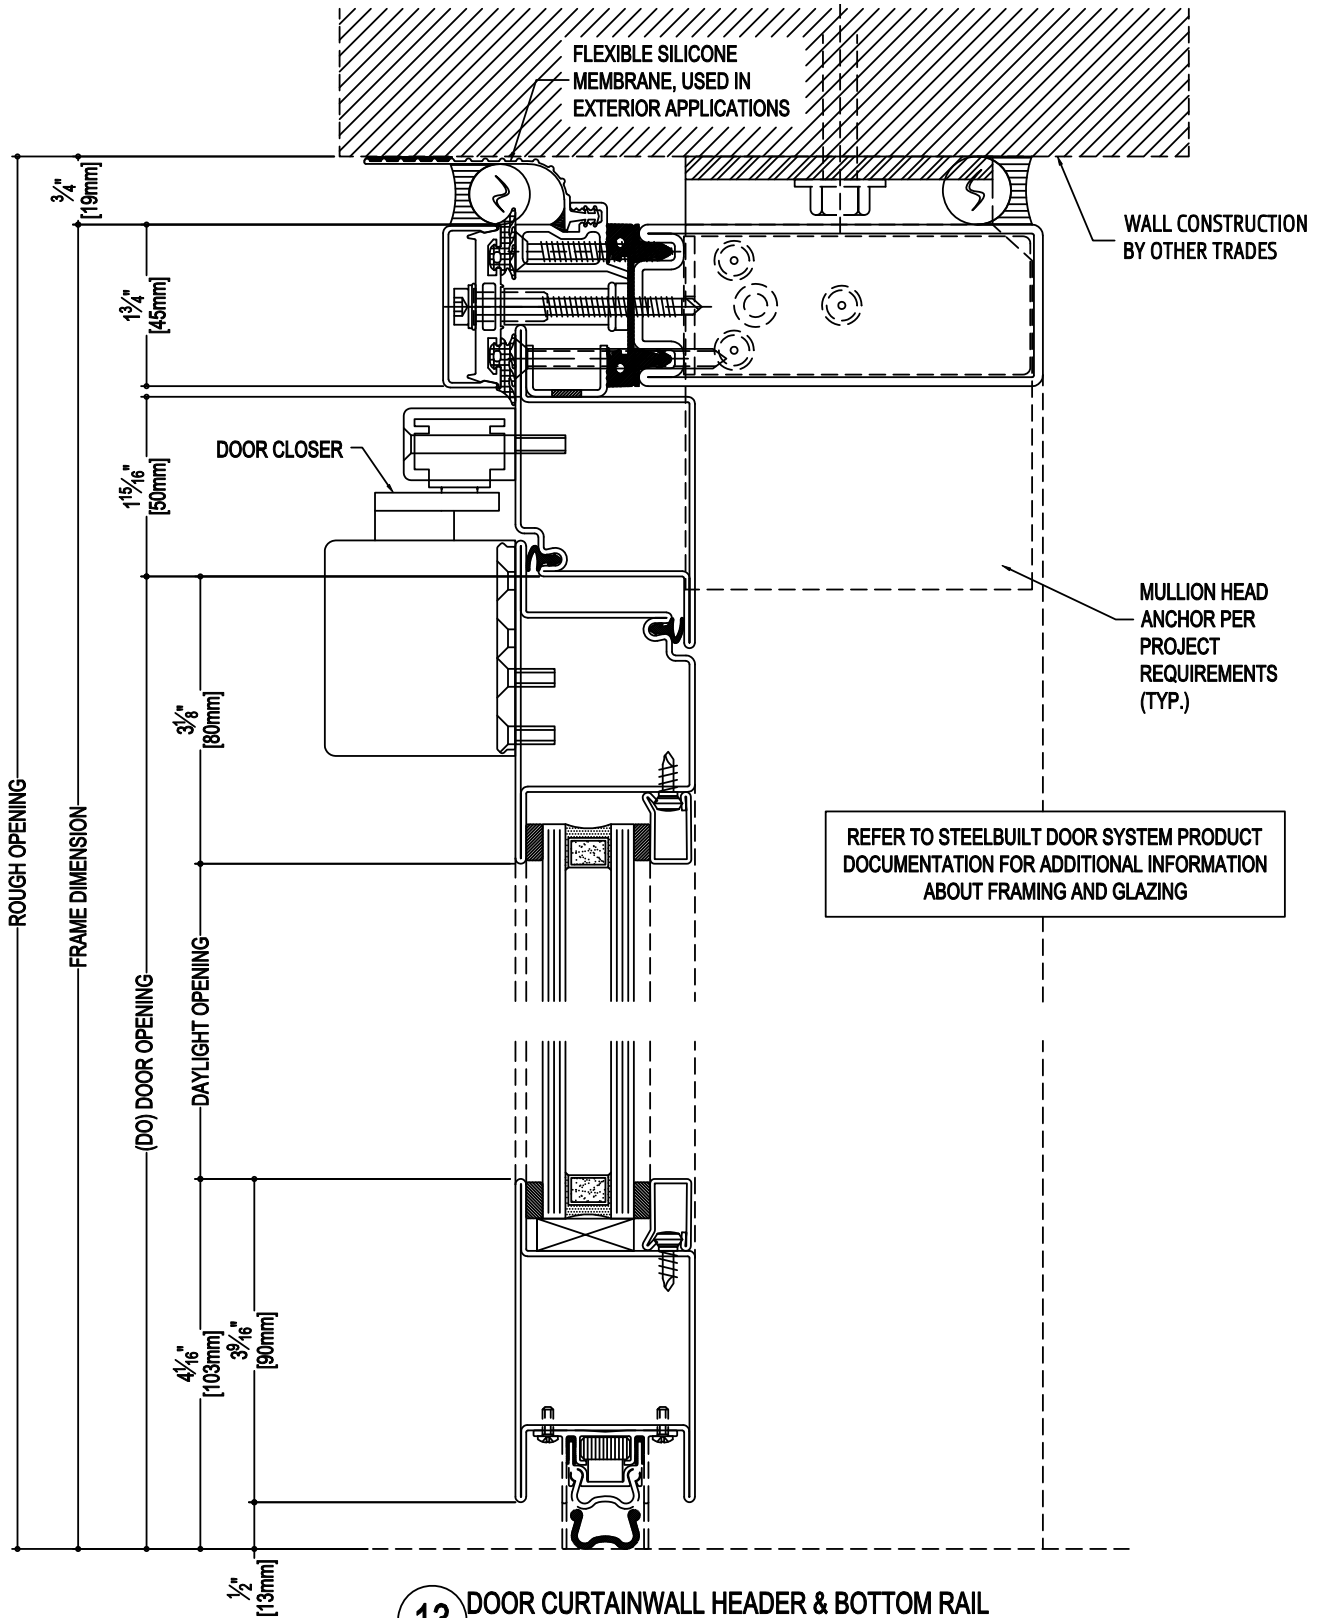 FLEXIBLE SILICONE
MEMBRANE, USED IN
EXTERIOR APPLICATIONS
3/4"
[19mm]
WALL CONSTRUCTION
BY OTHER TRADES
1 3/4"
[45mm]
DOOR CLOSER
1 15/16"
[50mm]
MULLION HEAD
ANCHOR PER
PROJECT
REQUIREMENTS
(TYP.)
3 1/8"
[80mm]
ROUGH OPENING
FRAME DIMENSION
(DO) DOOR OPENING
DAYLIGHT OPENING
REFER TO STEELBUILT DOOR SYSTEM PRODUCT
DOCUMENTATION FOR ADDITIONAL INFORMATION
ABOUT FRAMING AND GLAZING
4 1/16"
[103mm]
3 9/16"
[90mm]
1/2"
[13mm]
DOOR CURTAINWALL HEADER & BOTTOM RAIL